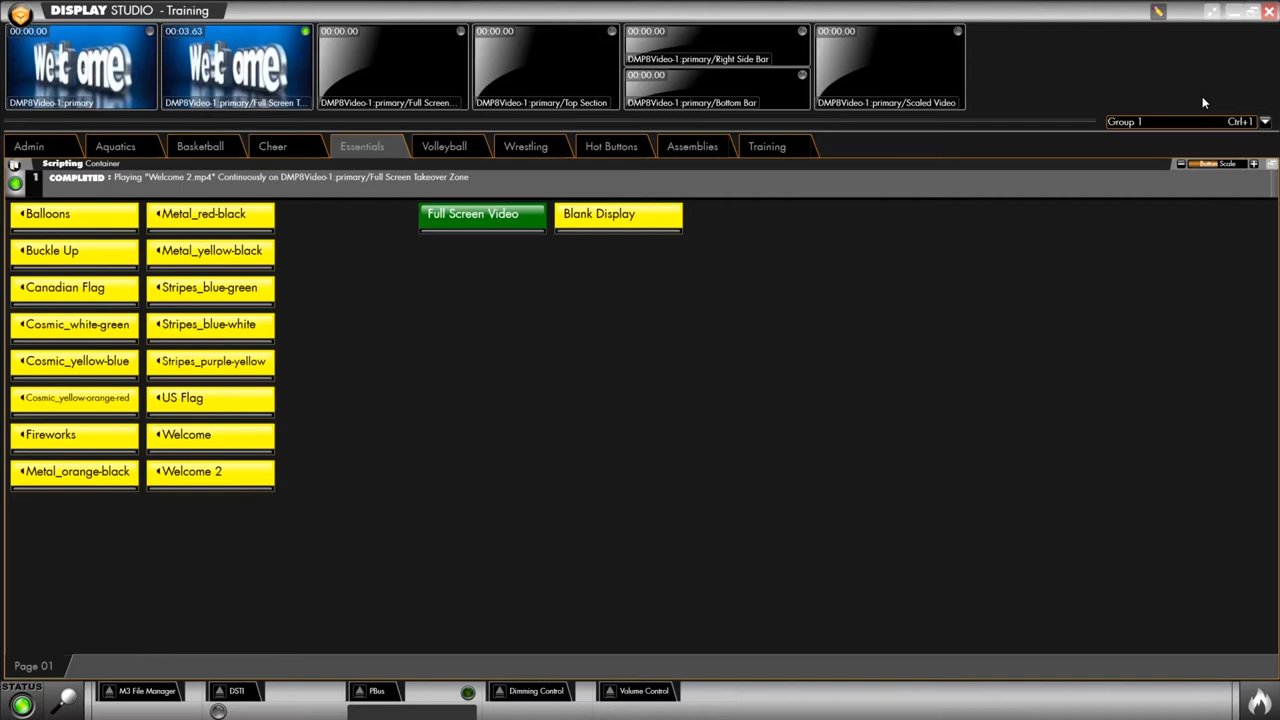 DISPLAY STUDIO - Training
00:00.00
Welcome
DMP8Video-1:primary
00:03.63
Welcome
DMP8Video-1:primary/Full Screen T...
00:00.00
DMP8Video-1:primary/Full Screen...
00:00.00
DMP8Video-1:primary/Top Section
00:00.00
DMP8Video-1:primary/Right Side Bar
00:00.00
DMP8Video-1:primary/Bottom Bar
00:00.00
DMP8Video-1:primary/Scaled Video
Group 1 Ctrl+1
Admin Aquatics Basketball Cheer Essentials Volleyball Wrestling Hot Buttons Assemblies Training
Scripting Container
Button Scale
1 COMPLETED : Playing "Welcome 2.mp4" Continuously on DMP8Video-1:primary/Full Screen Takeover Zone
Balloons Metal_red-black Full Screen Video Blank Display
Buckle Up Metal_yellow-black
Canadian Flag Stripes_blue-green
Cosmic_white-green Stripes_blue-white
Cosmic_yellow-blue Stripes_purple-yellow
Cosmic_yellow-orange-red US Flag
Fireworks Welcome
Metal_orange-black Welcome 2
Page 01
STATUS M3 File Manager DSTI PBus Dimming Control Volume Control